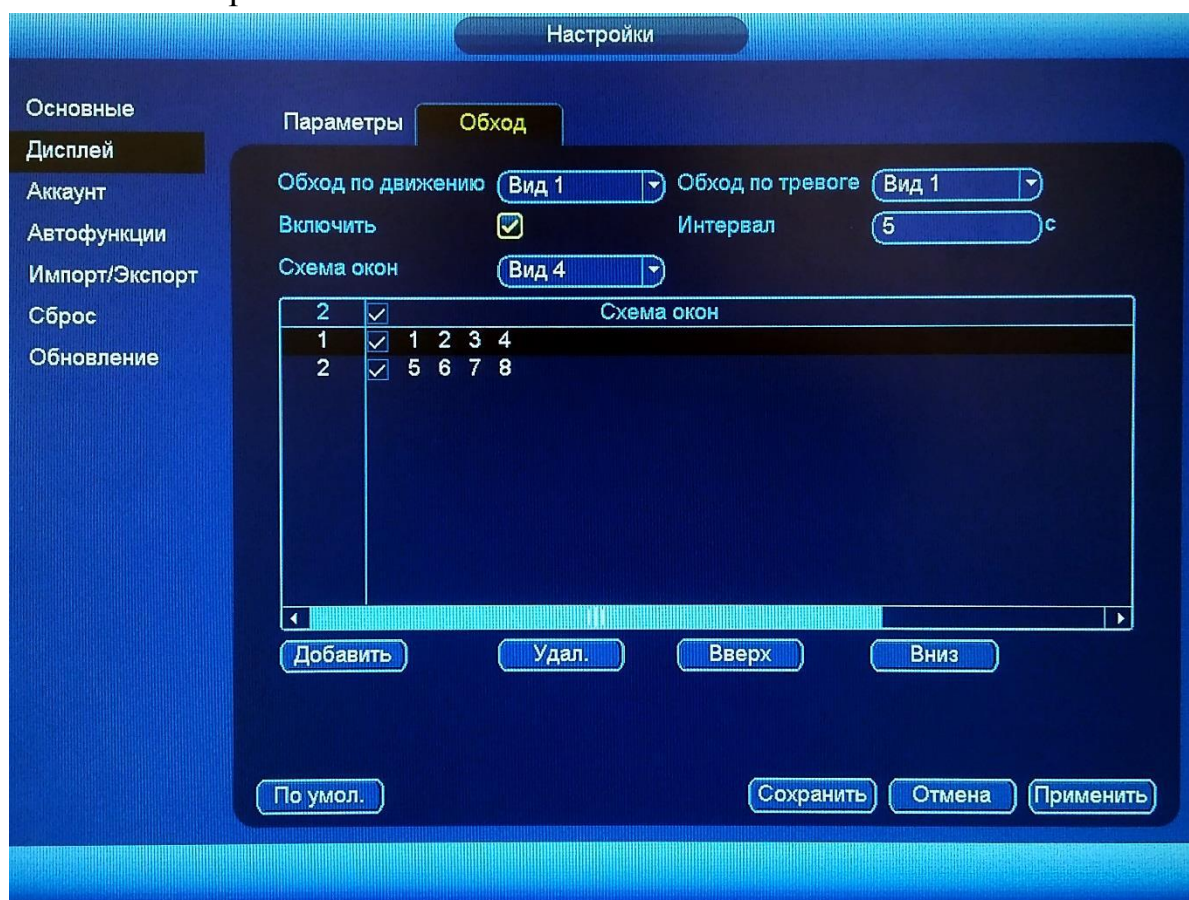 Настройки
Основные
Дисплей
Аккаунт
Автофункции
Импорт/Экспорт
Сброс
Обновление
Параметры Обход
Обход по движению Вид 1 Обход по тревоге Вид 1
Включить Интервал 5 с
Схема окон Вид 4
2 Схема окон
1 1 2 3 4
2 5 6 7 8
Добавить Удал. Вверх Вниз
По умол. Сохранить Отмена Применить